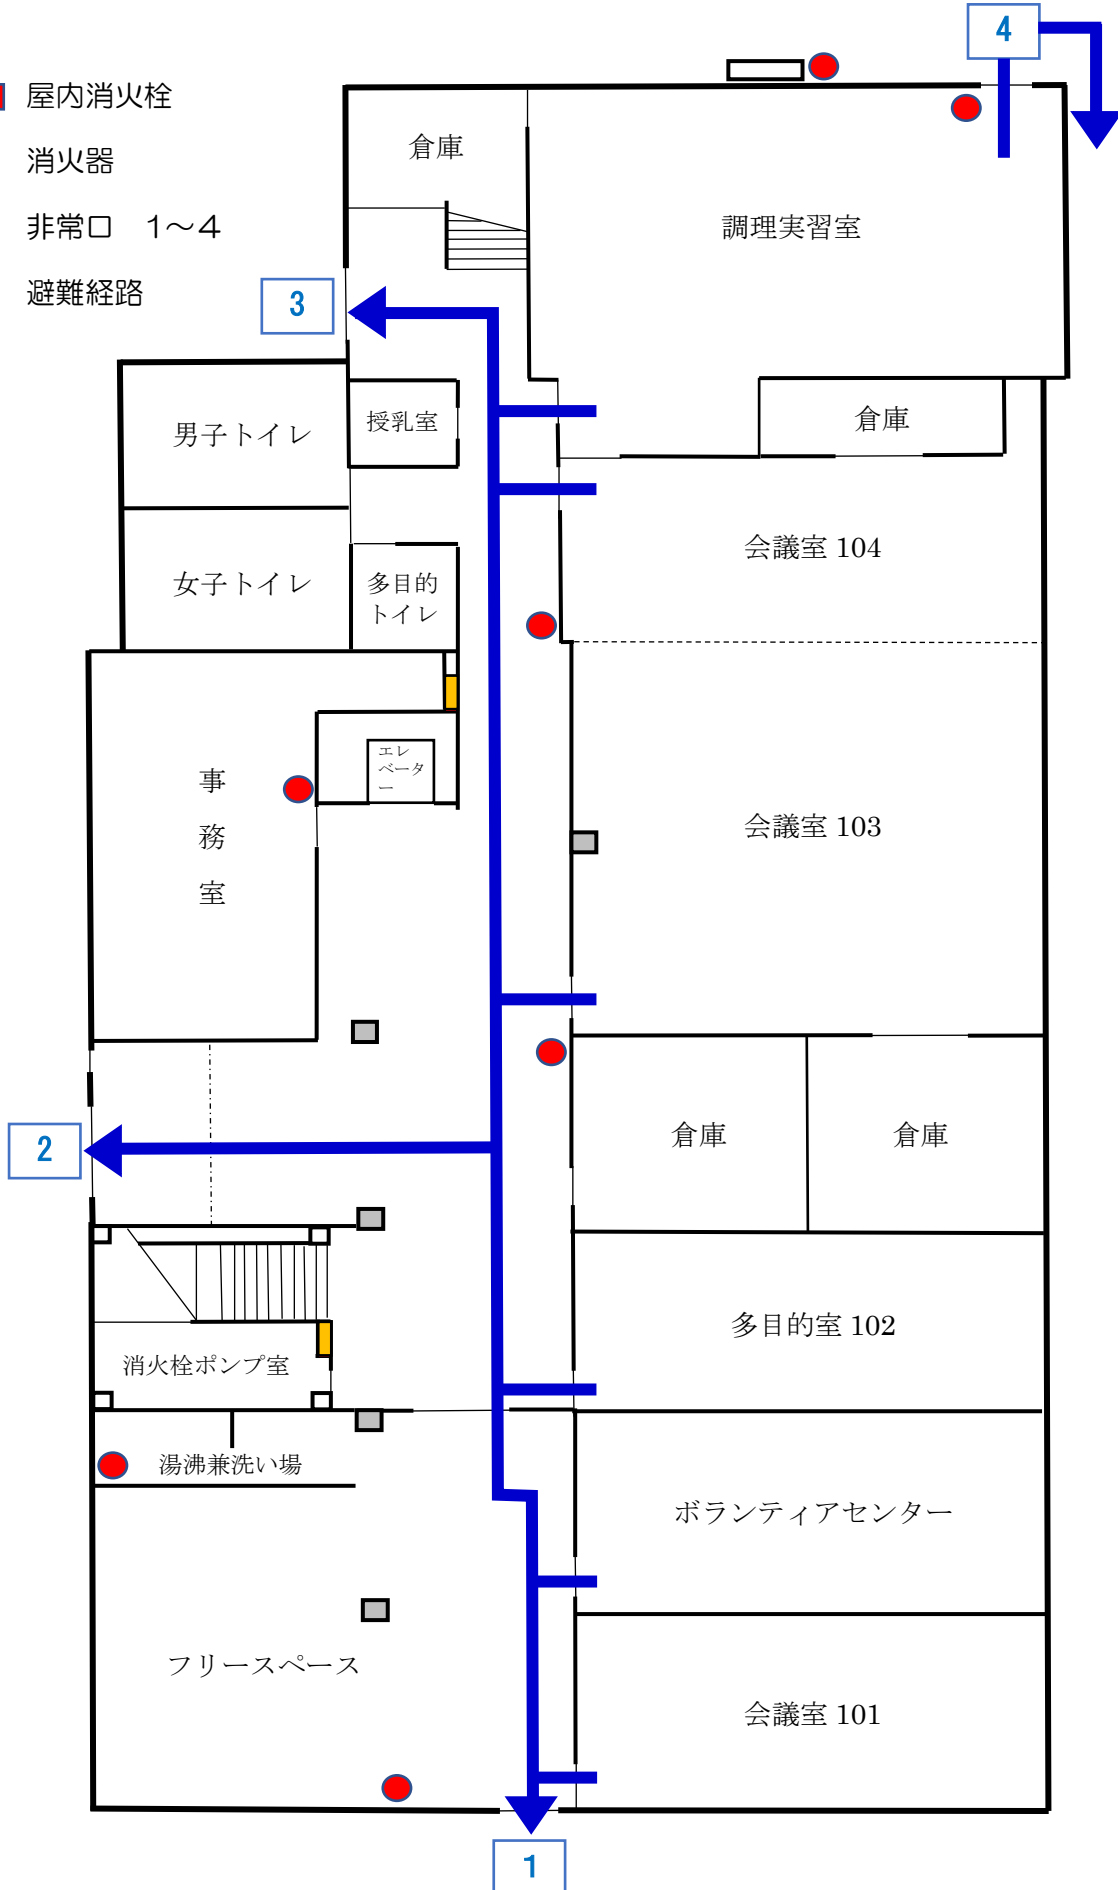 4
屋内消火栓
倉庫
消火器
調理実習室
非常口　1～4
避難経路
3
授乳室
倉庫
男子トイレ
会議室 104
女子トイレ
多目的
トイレ
エレ
ベータ
ー
事
務
室
会議室 103
2
倉庫
倉庫
多目的室 102
消火栓ポンプ室
湯沸兼洗い場
ボランティアセンター
フリースペース
会議室 101
1